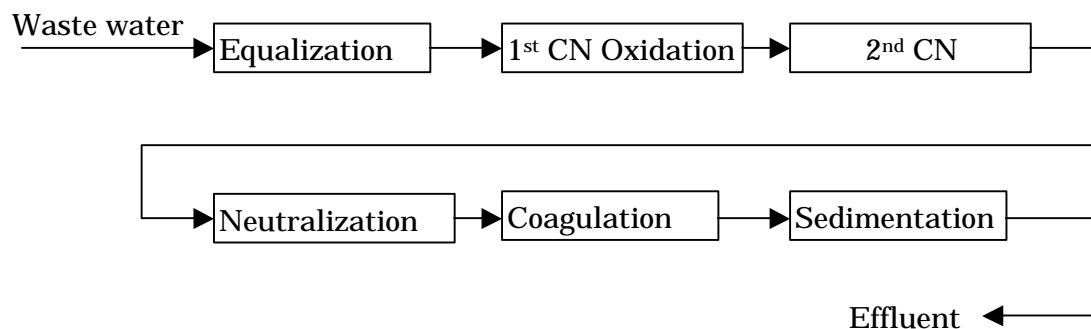 Waste water
Equalization
1st CN Oxidation
2nd CN
Neutralization
Coagulation
Sedimentation
Effluent